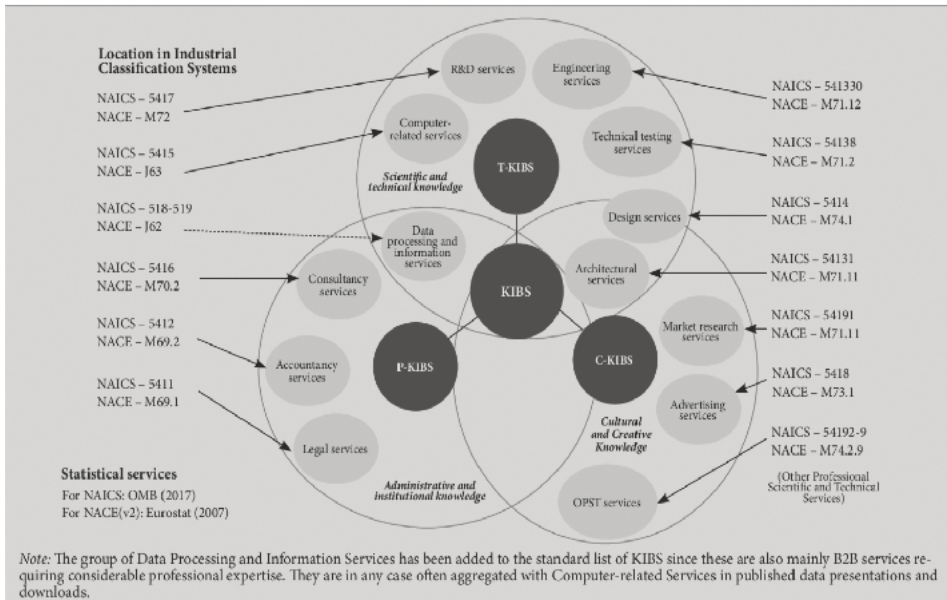 Location in Industrial
Classification Systems
NAICS – 5417
NACE – M72
NAICS – 5415
NACE – J63
NAICS – 518-519
NACE – J62
NAICS – 5416
NACE – M70.2
NAICS – 5412
NACE – M69.2
NAICS – 5411
NACE – M69.1
Statistical services
For NAICS: OMB (2017)
For NACE(v2): Eurostat (2007)
R&D services
Engineering
services
Computer-
related services
Technical testing
services
T-KIBS
Scientific and
technical knowledge
Design services
Data
processing and
information
services
Architectural
services
Consultancy
services
KIBS
Market research
services
P-KIBS
C-KIBS
Accountancy
services
Advertising
services
Cultural
and Creative
Knowledge
Legal services
Administrative and
institutional knowledge
OPST services
NAICS – 541330
NACE – M71.12
NAICS – 54138
NACE – M71.2
NAICS – 5414
NACE – M74.1
NAICS – 54131
NACE – M71.11
NAICS – 54191
NACE – M71.11
NAICS – 5418
NACE – M73.1
NAICS – 54192-9
NACE – M74.2.9
(Other Professional
Scientific and Technical
Services)
Note: The group of Data Processing and Information Services has been added to the standard list of KIBS since these are also mainly B2B services re-
quiring considerable professional expertise. They are in any case often aggregated with Computer-related Services in published data presentations and
downloads.